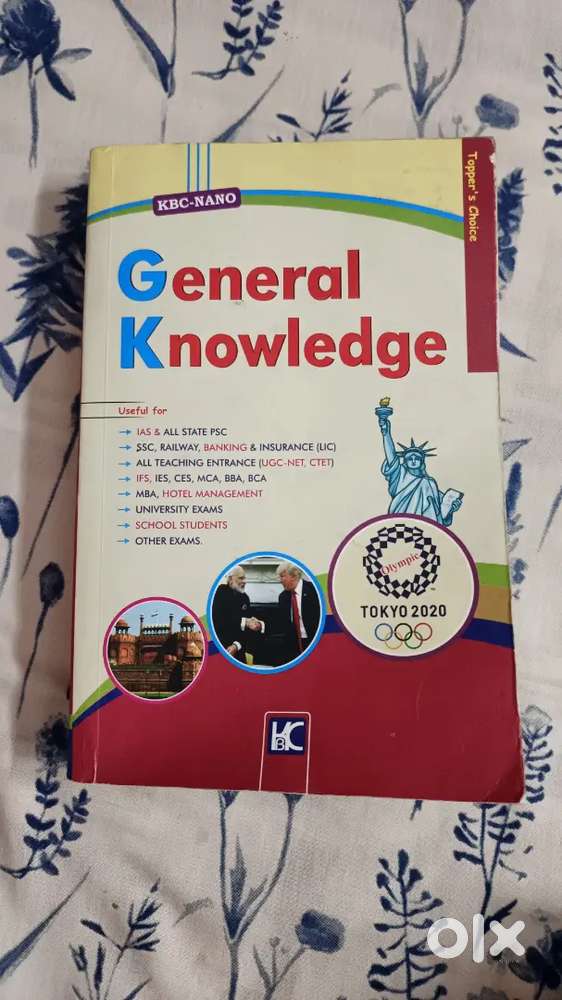 Topper's Choice
KBC-NANO
General
Knowledge
Useful for
→ IAS & ALL STATE PSC
→ SSC, RAILWAY, BANKING & INSURANCE (LIC)
→ ALL TEACHING ENTRANCE (UGC-NET, CTET)
→ IFS, IES, CES, MCA, BBA, BCA
→ MBA, HOTEL MANAGEMENT
→ UNIVERSITY EXAMS
→ SCHOOL STUDENTS
→ OTHER EXAMS.
Olympic
TOKYO 2020
KBC
olx